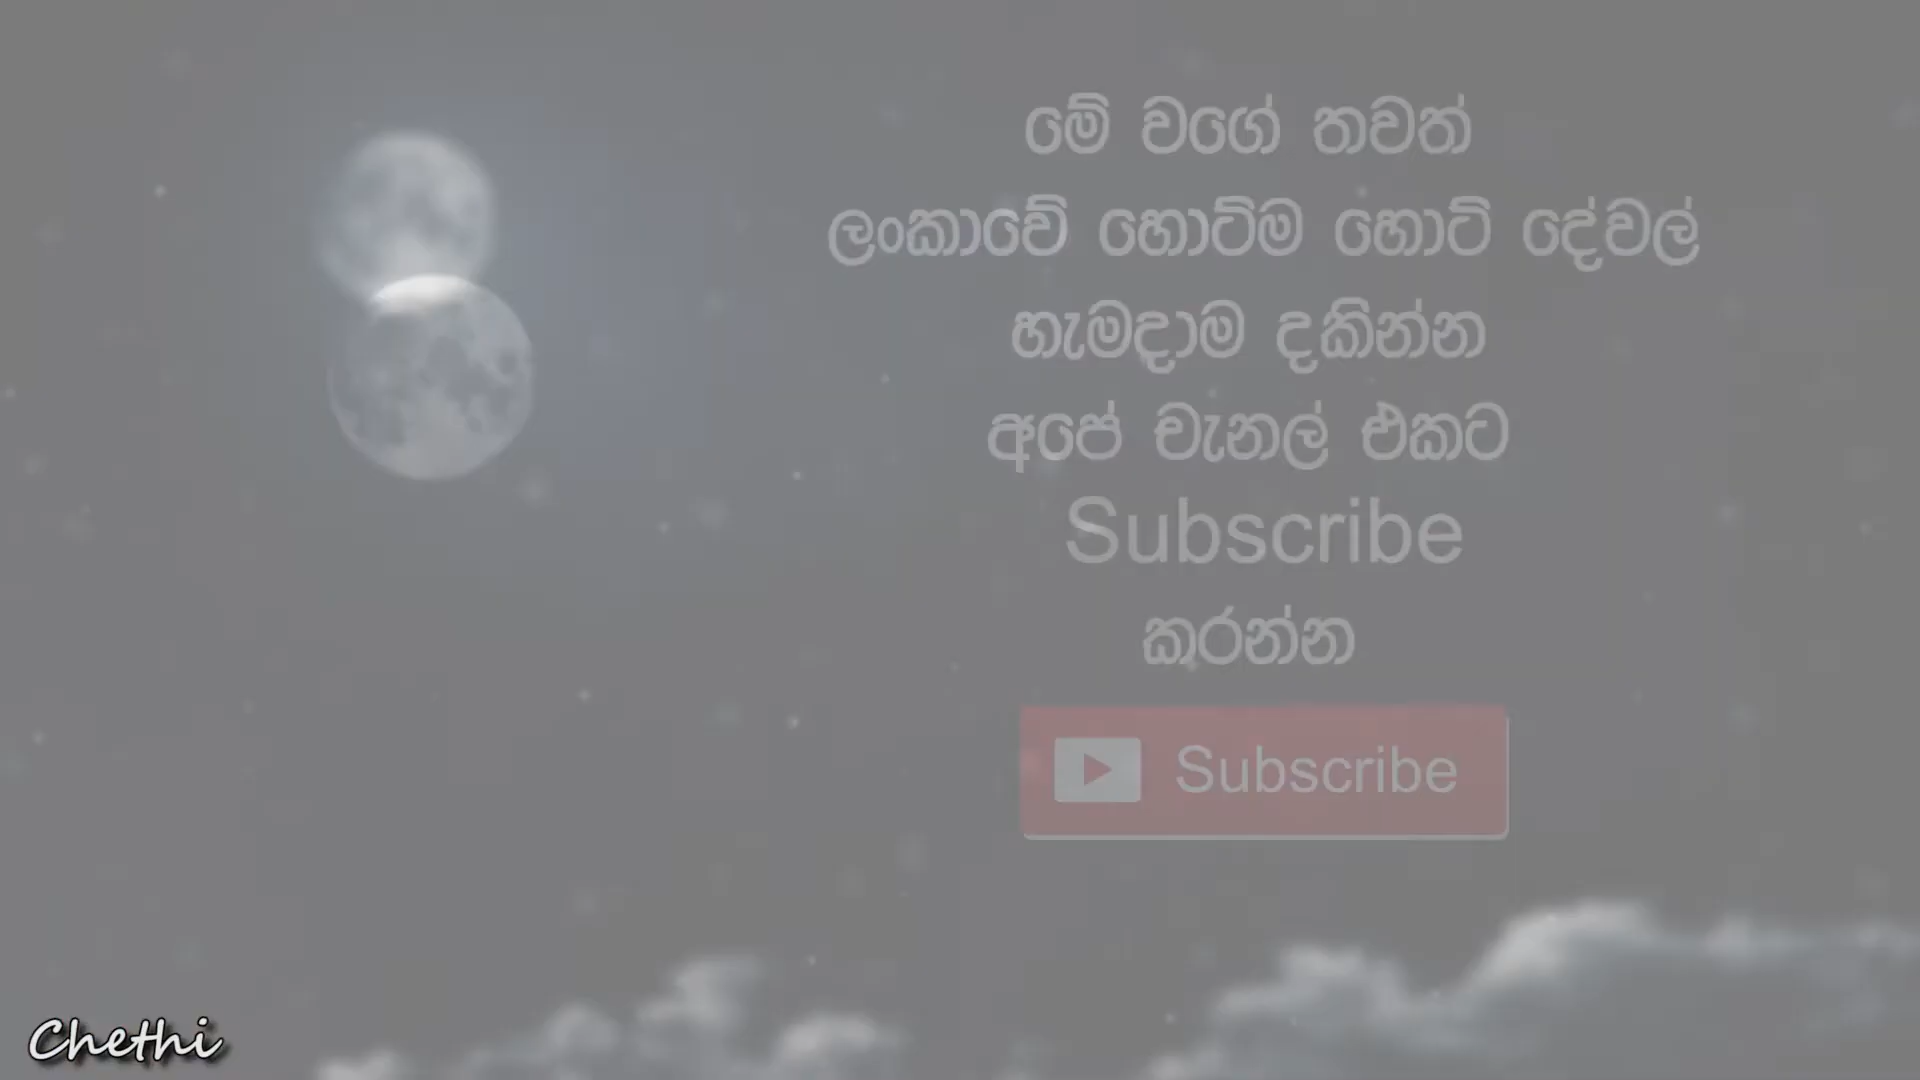 මේ වගේ තවත්
ලංකාවේ හොට්ම හොට් දේවල්
හැමදාම දකින්න
අපේ චැනල් එකට
Subscribe
කරන්න
Subscribe
Chethi